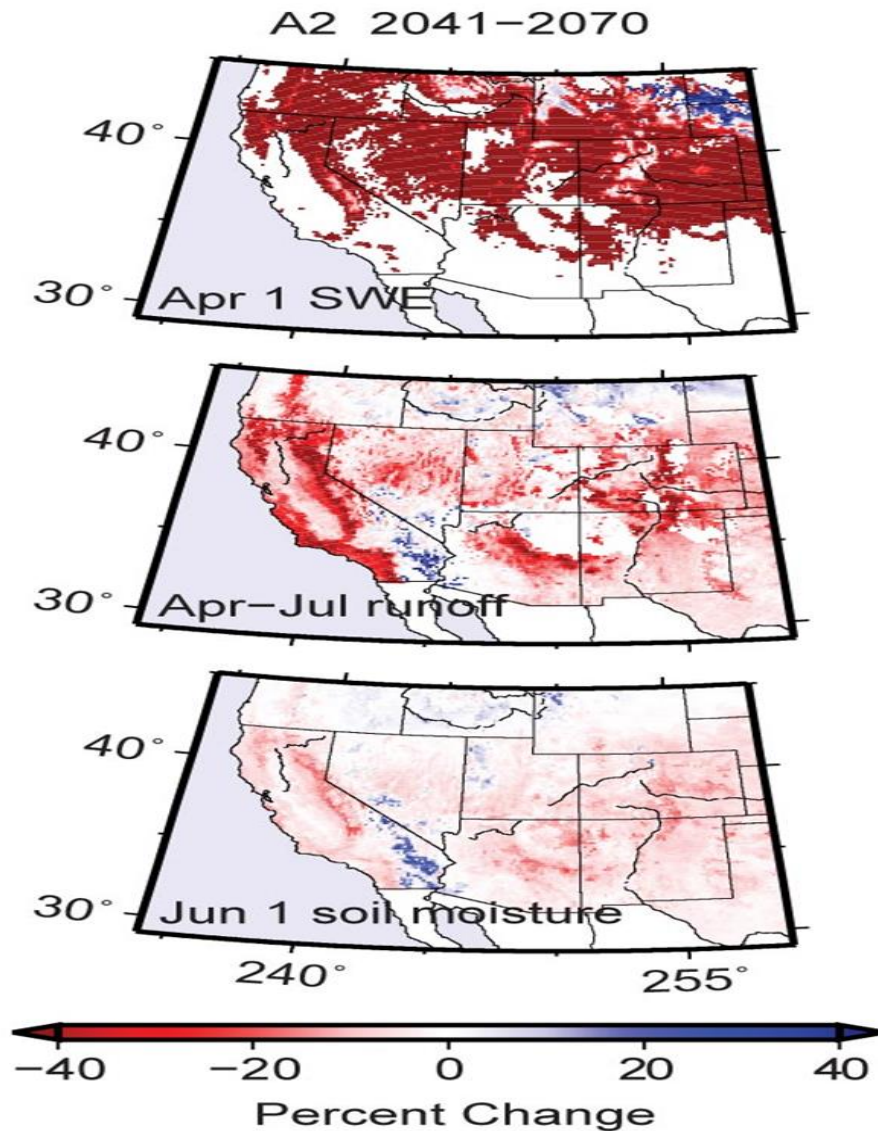 A2 2041−2070
40°
30°
Apr 1 SWE
40°
30°
Apr−Jul runoff
40°
30°
Jun 1 soil moisture
240°
255°
−40 −20 0 20 40
Percent Change